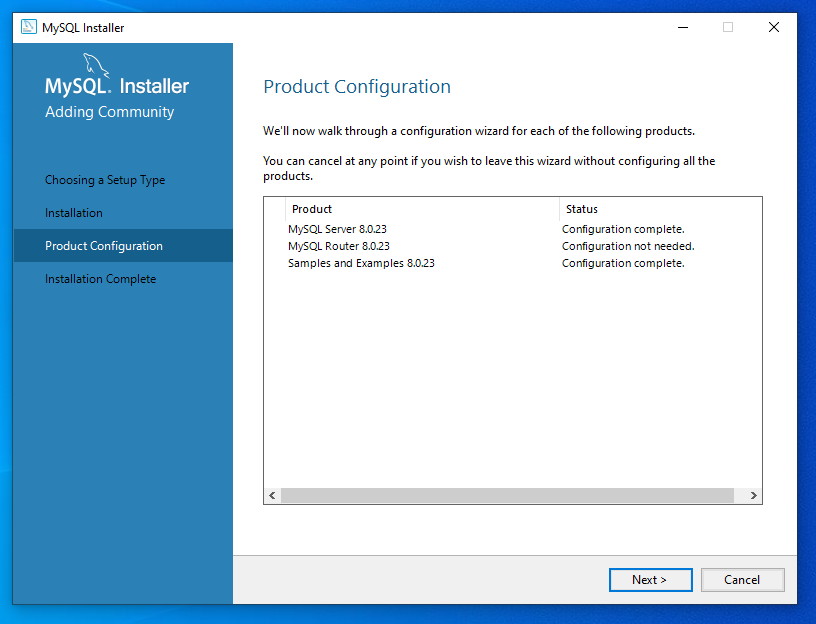 MySQL Installer
MySQL. Installer
Adding Community
Choosing a Setup Type
Installation
Product Configuration
Installation Complete
Product Configuration
We'll now walk through a configuration wizard for each of the following products.
You can cancel at any point if you wish to leave this wizard without configuring all the
products.
Product Status
MySQL Server 8.0.23 Configuration complete.
MySQL Router 8.0.23 Configuration not needed.
Samples and Examples 8.0.23 Configuration complete.
Next > Cancel